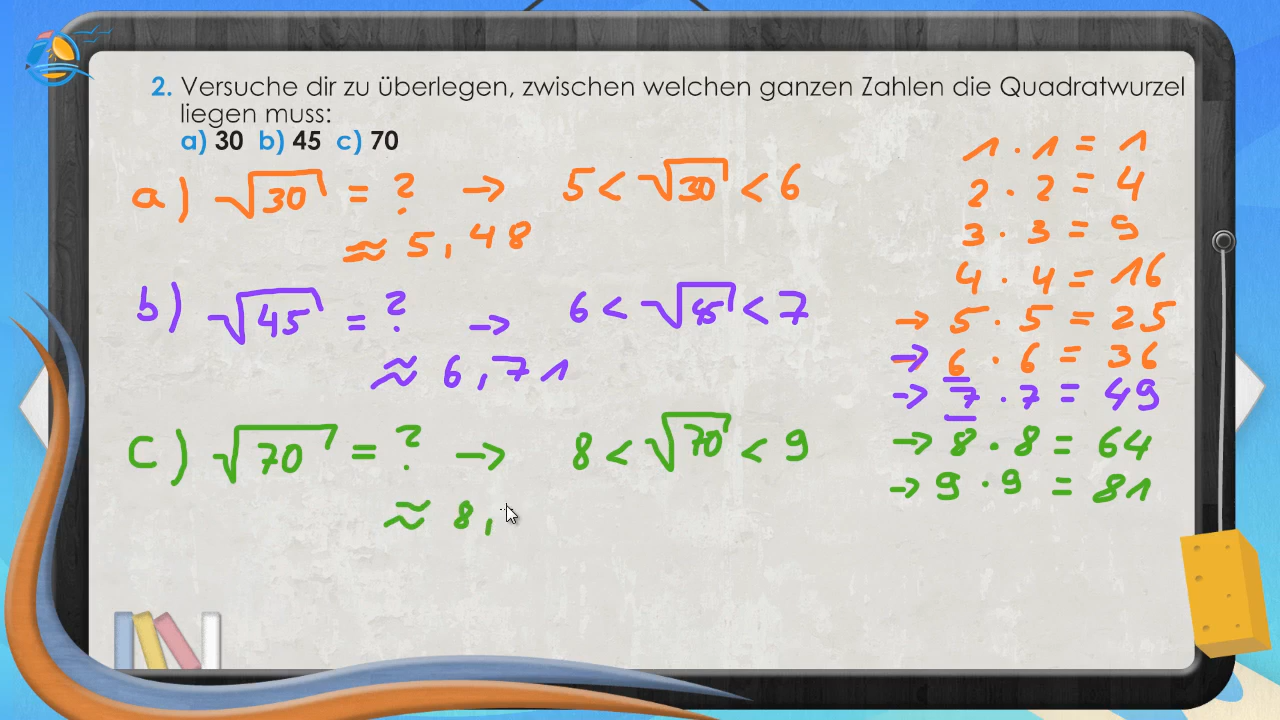 2. Versuche dir zu überlegen, zwischen welchen ganzen Zahlen die Quadratwurzel
liegen muss:
a) 30 b) 45 c) 70
a) √30 = ? → 5 < √30 < 6
≈ 5,48
b) √45 = ? → 6 < √45 < 7
≈ 6,71
c) √70 = ? → 8 < √70 < 9
≈ 8,
1 · 1 = 1
2 · 2 = 4
3 · 3 = 9
4 · 4 = 16
→ 5 · 5 = 25
→ 6 · 6 = 36
→ 7 · 7 = 49
→ 8 · 8 = 64
→ 9 · 9 = 81